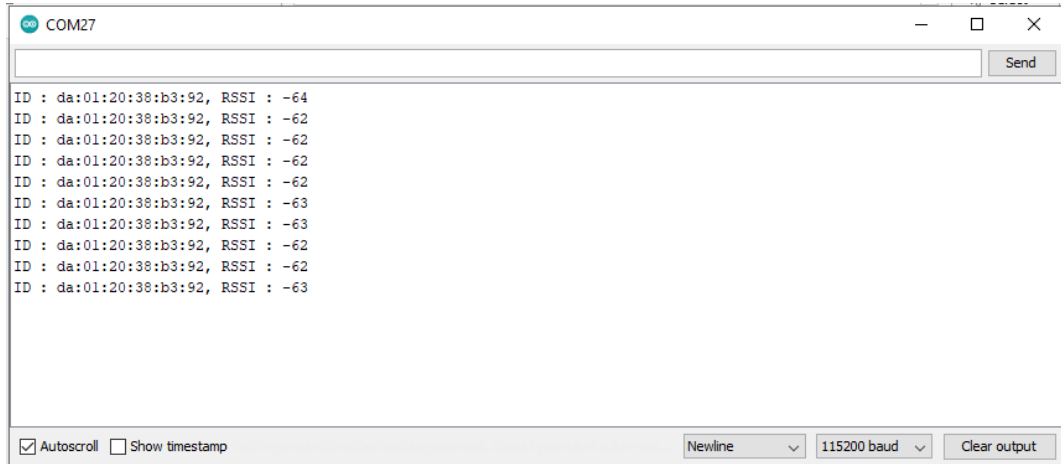 COM27
Send
ID : da:01:20:38:b3:92, RSSI : -64
ID : da:01:20:38:b3:92, RSSI : -62
ID : da:01:20:38:b3:92, RSSI : -62
ID : da:01:20:38:b3:92, RSSI : -62
ID : da:01:20:38:b3:92, RSSI : -62
ID : da:01:20:38:b3:92, RSSI : -63
ID : da:01:20:38:b3:92, RSSI : -63
ID : da:01:20:38:b3:92, RSSI : -62
ID : da:01:20:38:b3:92, RSSI : -62
ID : da:01:20:38:b3:92, RSSI : -63
Autoscroll Show timestamp Newline 115200 baud Clear output